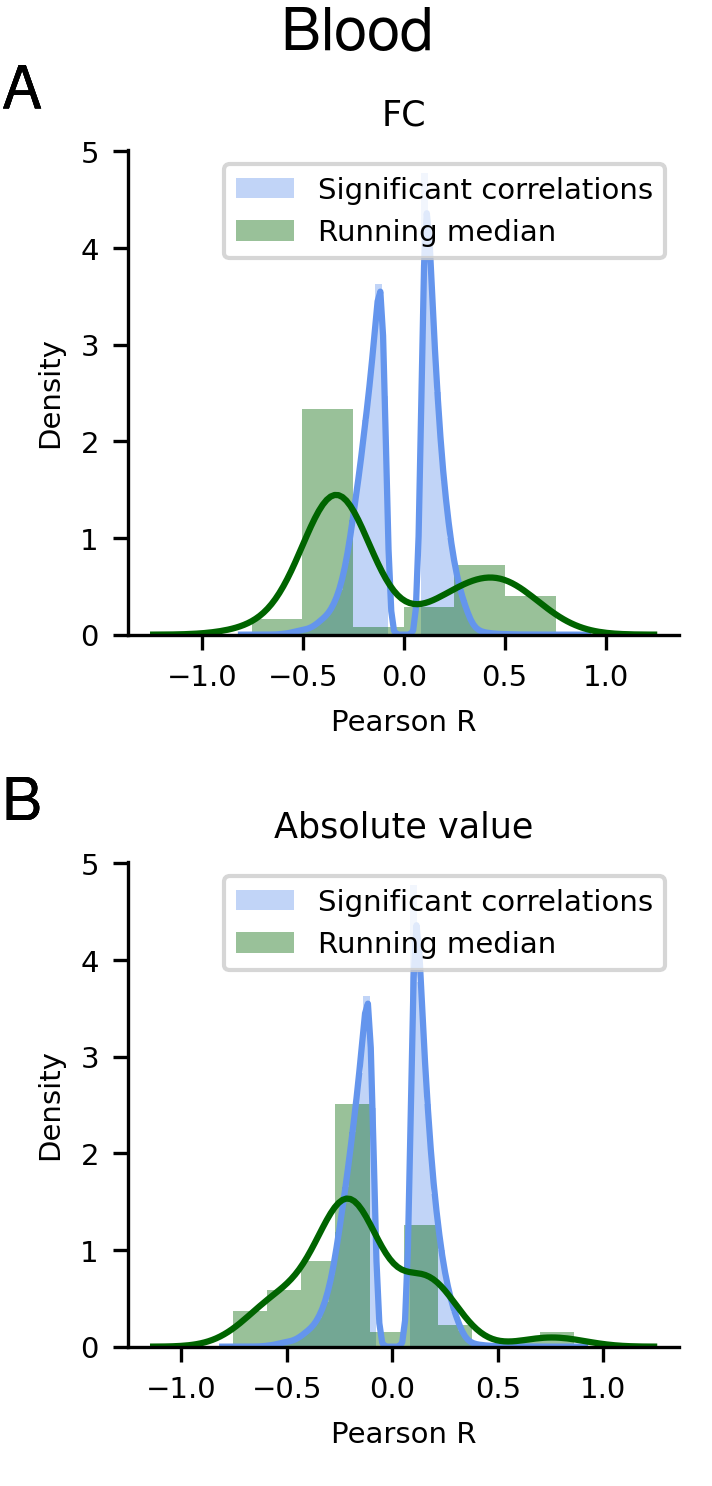 Blood
A
FC
5
Significant correlations
Running median
4
3
2
1
0
Density
−1.0 −0.5 0.0 0.5 1.0
Pearson R
B
Absolute value
5
Significant correlations
Running median
4
3
2
1
0
Density
−1.0 −0.5 0.0 0.5 1.0
Pearson R